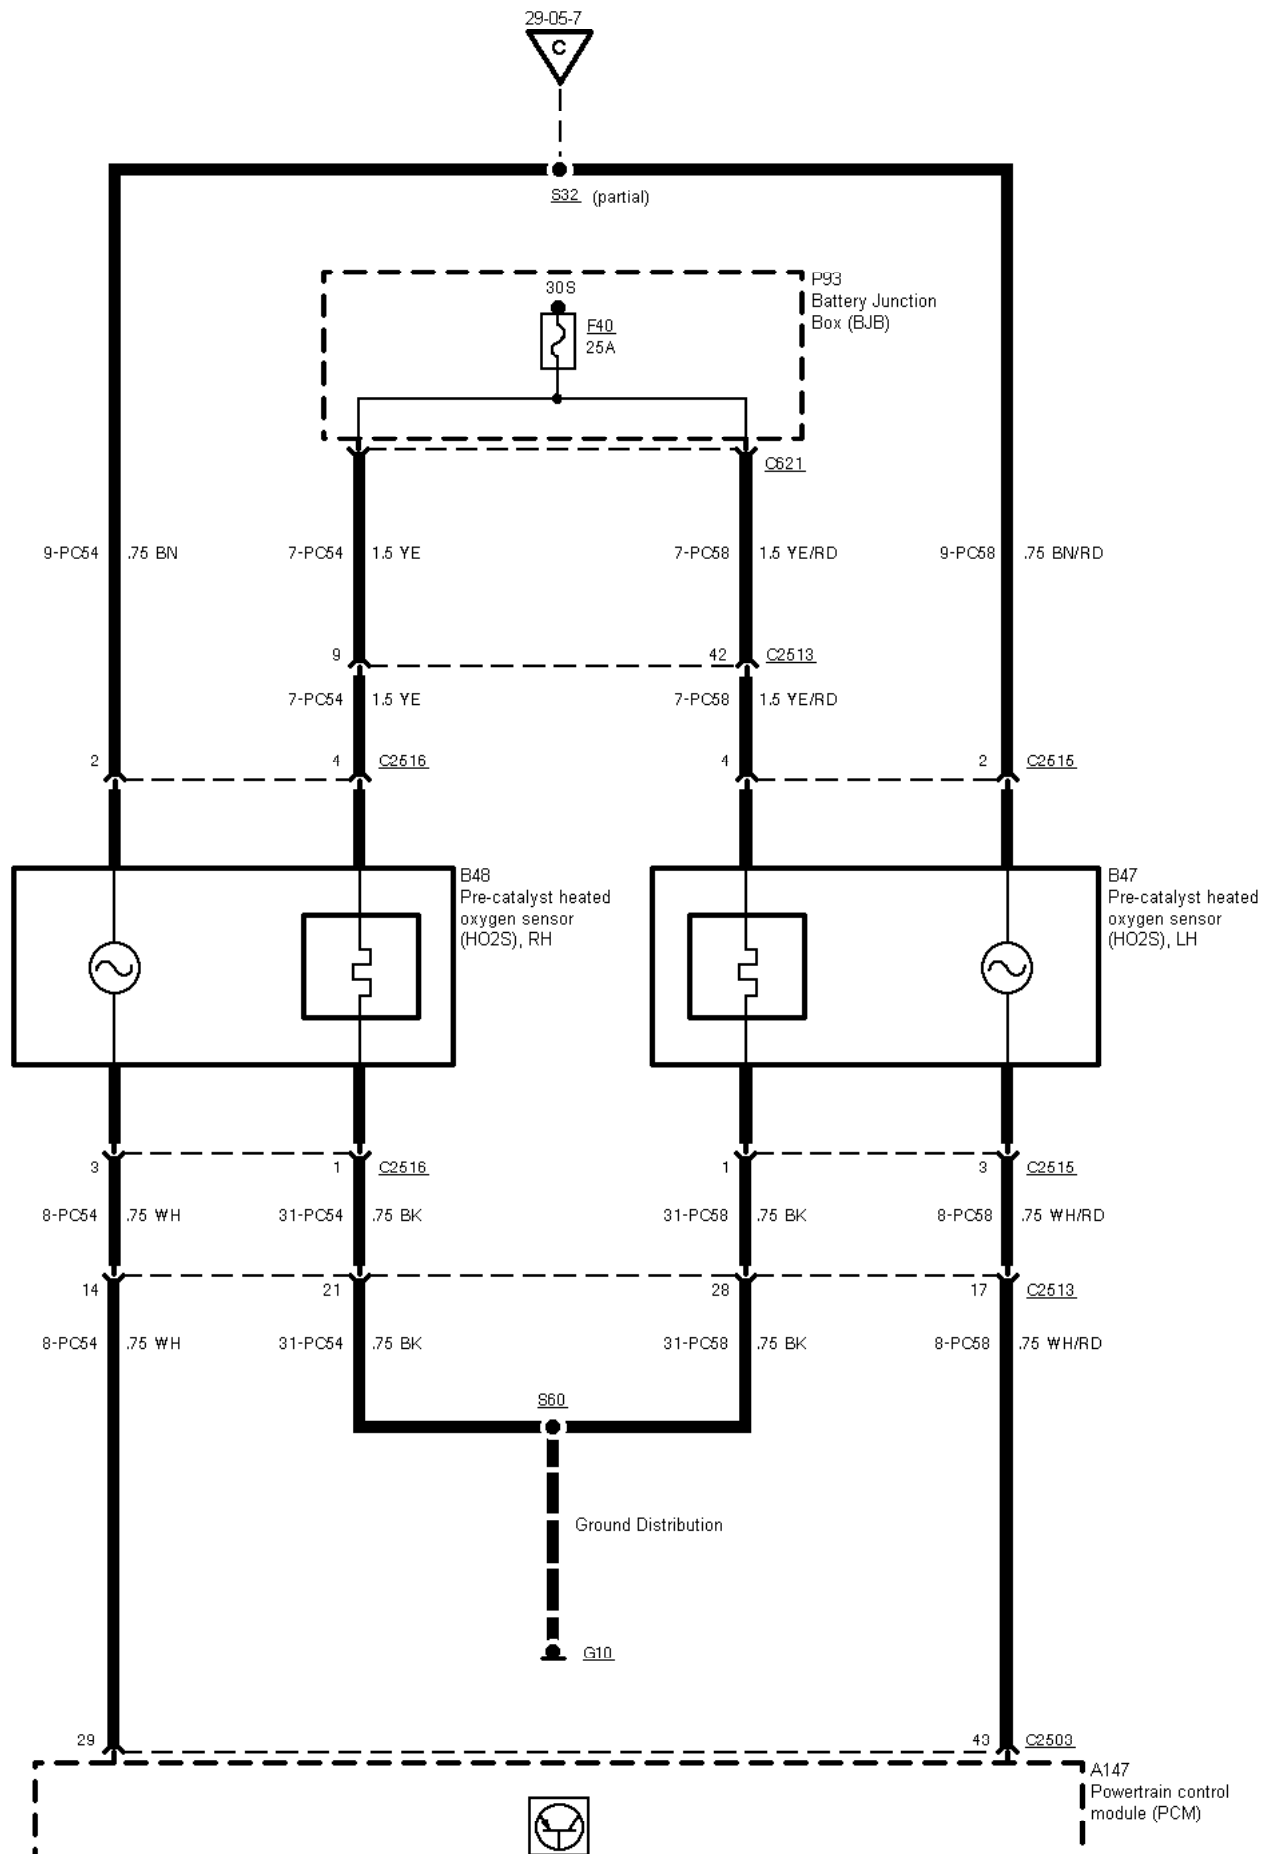 29-05-7
C
S32 (partial)
P93
Battery Junction
Box (BJB)
30S
F40
25A
C621
9-PC54 .75 BN 7-PC54 1.5 YE 7-PC58 1.5 YE/RD 9-PC58 .75 BN/RD
9 42 C2513
7-PC54 1.5 YE 7-PC58 1.5 YE/RD
2 4 C2516 4 2 C2515
B48
Pre-catalyst heated
oxygen sensor
(HO2S), RH
B47
Pre-catalyst heated
oxygen sensor
(HO2S), LH
3 1 C2516 1 3 C2515
8-PC54 .75 WH 31-PC54 .75 BK 31-PC58 .75 BK 8-PC58 .75 WH/RD
14 21 28 17 C2513
8-PC54 .75 WH 31-PC54 .75 BK 31-PC58 .75 BK 8-PC58 .75 WH/RD
S60
Ground Distribution
G10
29 43 C2503
A147
Powertrain control
module (PCM)